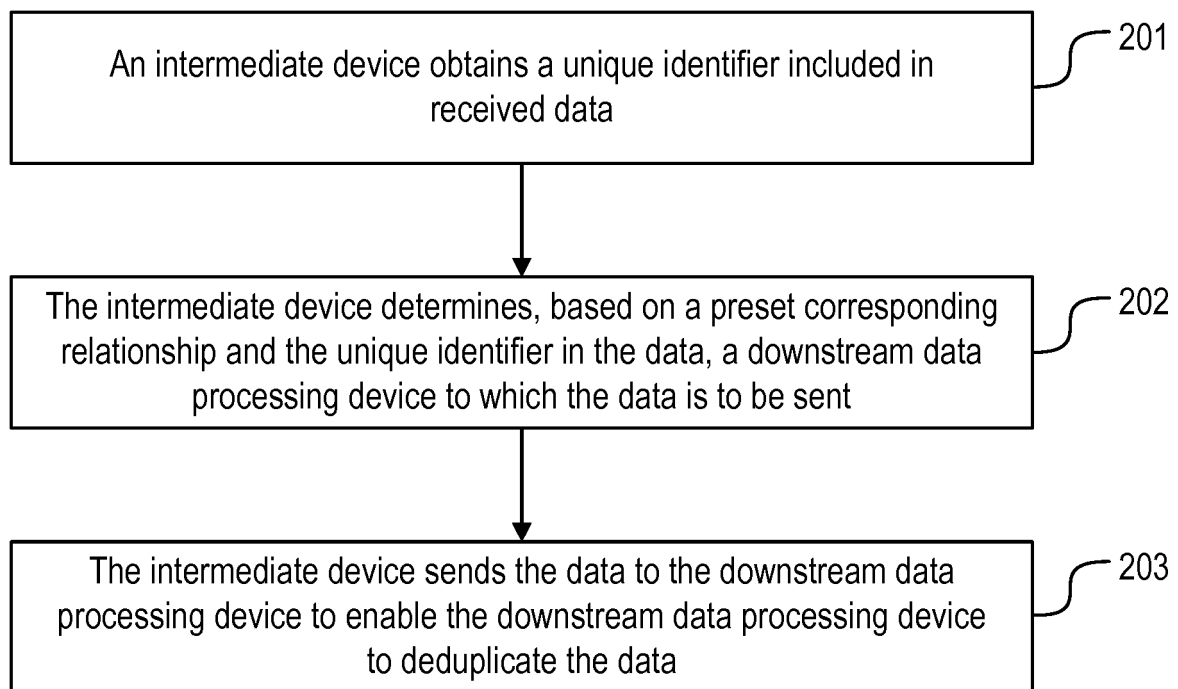 An intermediate device obtains a unique identifier included in
received data
201
The intermediate device determines, based on a preset corresponding
relationship and the unique identifier in the data, a downstream data
processing device to which the data is to be sent
202
The intermediate device sends the data to the downstream data
processing device to enable the downstream data processing device
to deduplicate the data
203